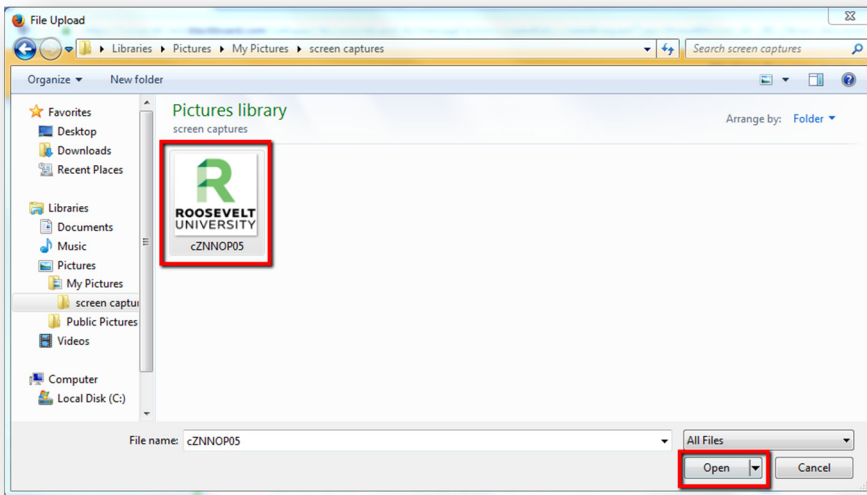 File Upload
Libraries Pictures My Pictures screen captures
Search screen captures
Organize New folder
Pictures library
screen captures
Arrange by: Folder
Favorites
Desktop
Downloads
Recent Places
Libraries
Documents
Music
Pictures
My Pictures
screen captu
Public Pictures
Videos
Computer
Local Disk (C:)
R
ROOSEVELT
UNIVERSITY
cZNNOP05
File name: cZNNOP05
All Files
Open Cancel